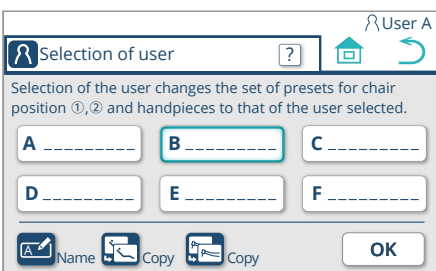 User A
Selection of user ?
Selection of the user changes the set of presets for chair
position ①,② and handpieces to that of the user selected.
A _________ B _________ C _________
D _________ E _________ F _________
A Name Copy Copy OK